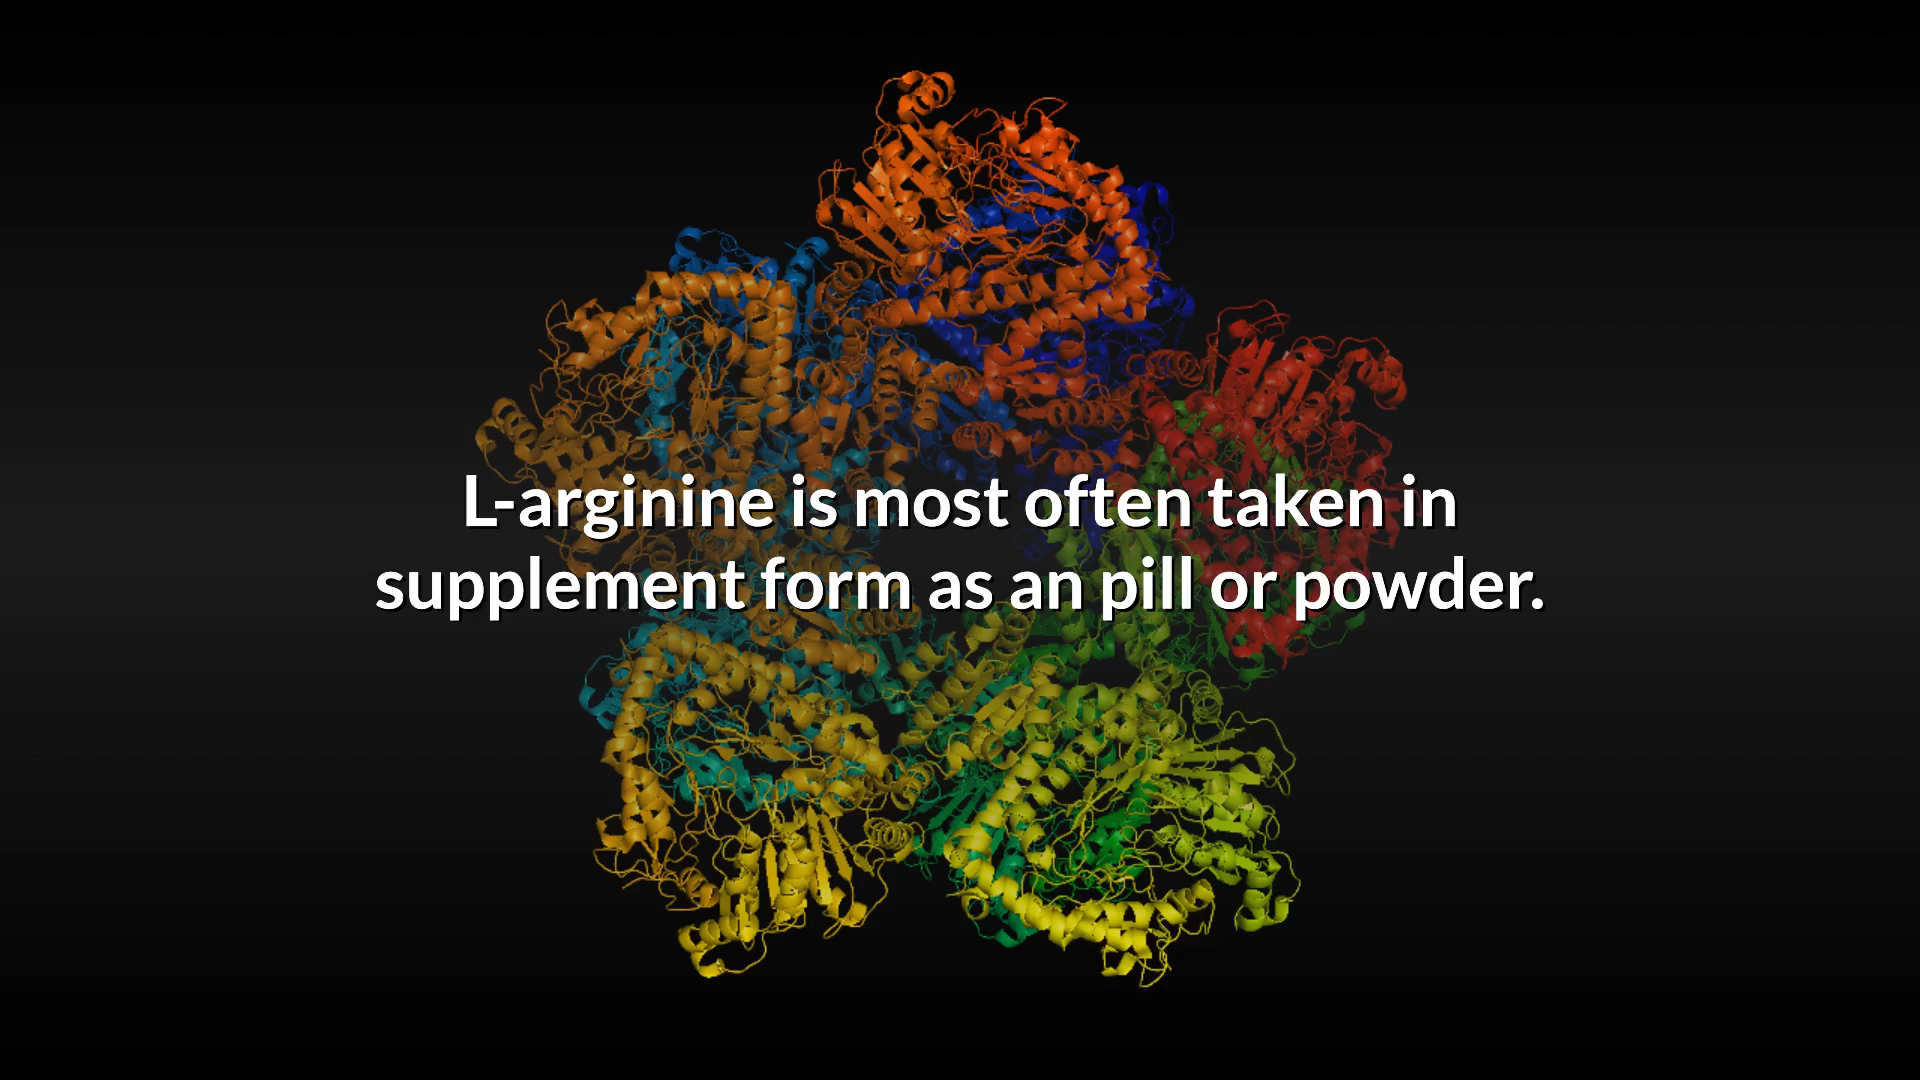 L-arginine is most often taken in
supplement form as an pill or powder.